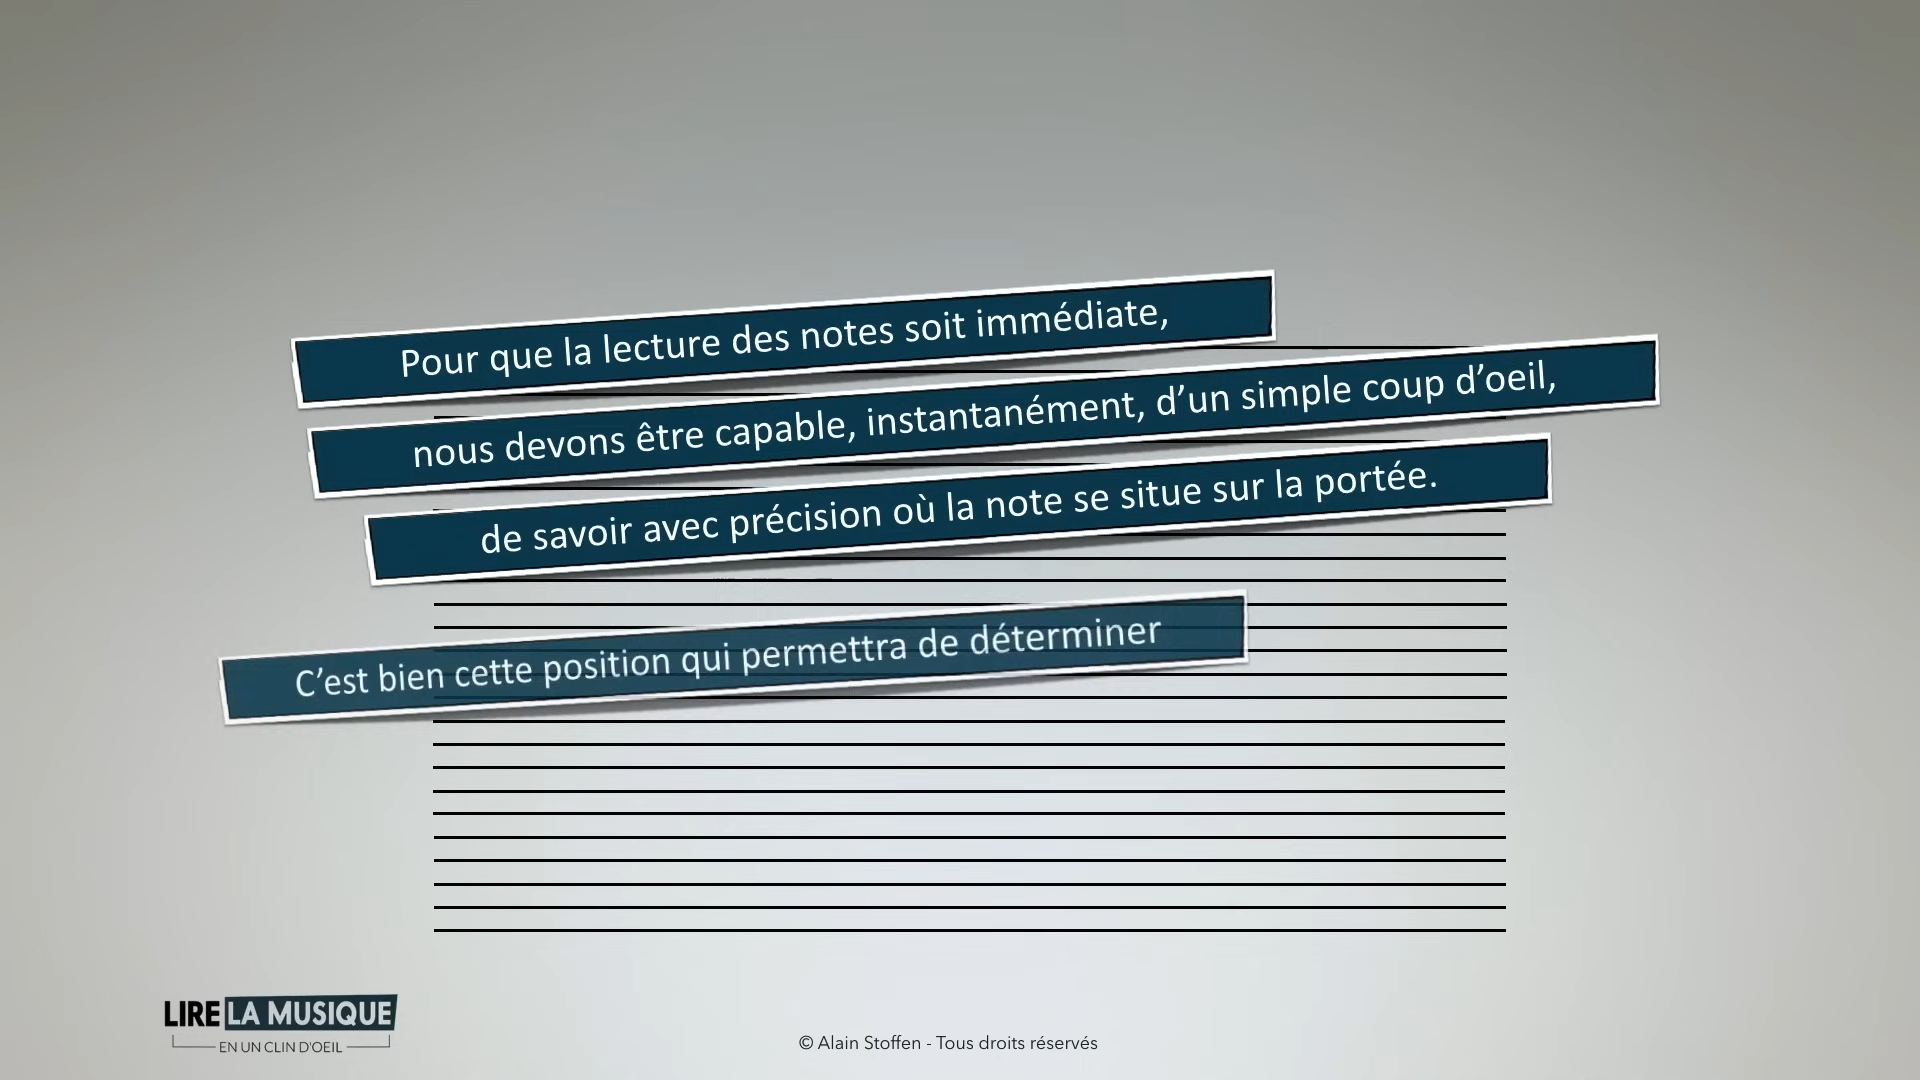 Pour que la lecture des notes soit immédiate,
nous devons être capable, instantanément, d’un simple coup d’oeil,
de savoir avec précision où la note se situe sur la portée.
C’est bien cette position qui permettra de déterminer
LIRE LA MUSIQUE
EN UN CLIN D'OEIL
© Alain Stoffen - Tous droits réservés